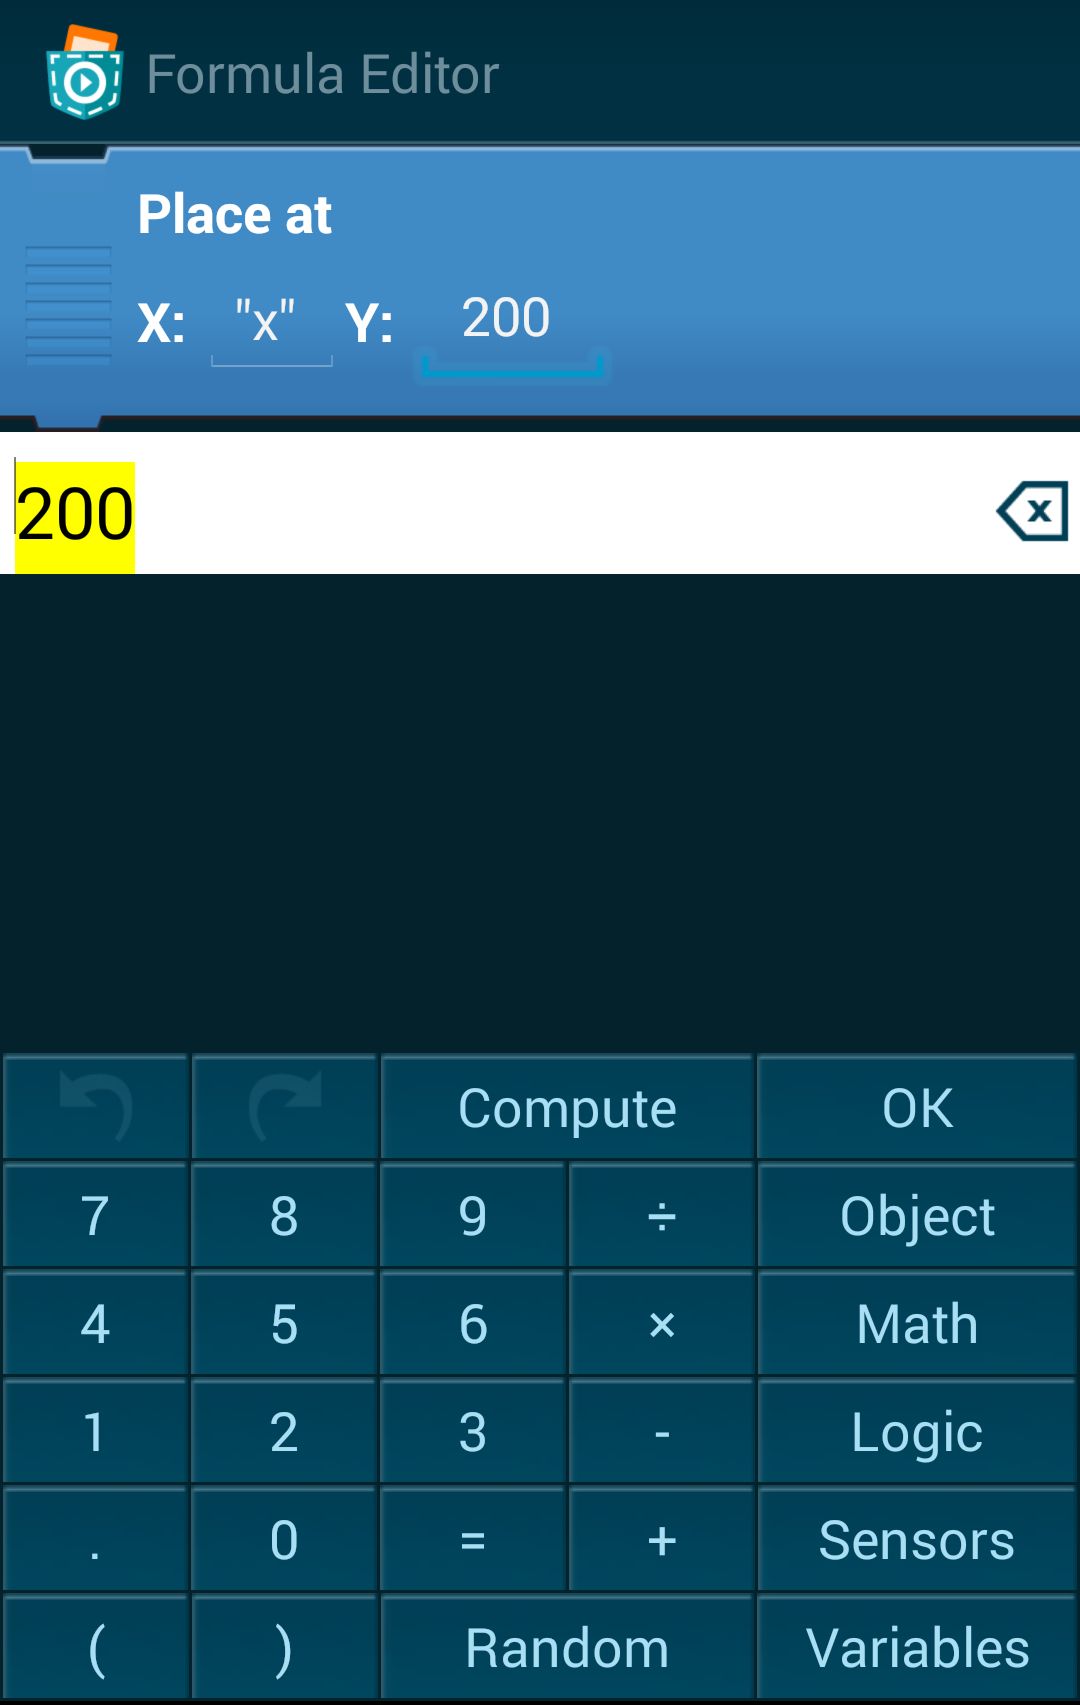 Formula Editor
Place at
X: "x" Y: 200
200
x
Compute OK
7 8 9 ÷ Object
4 5 6 × Math
1 2 3 - Logic
. 0 = + Sensors
( ) Random Variables